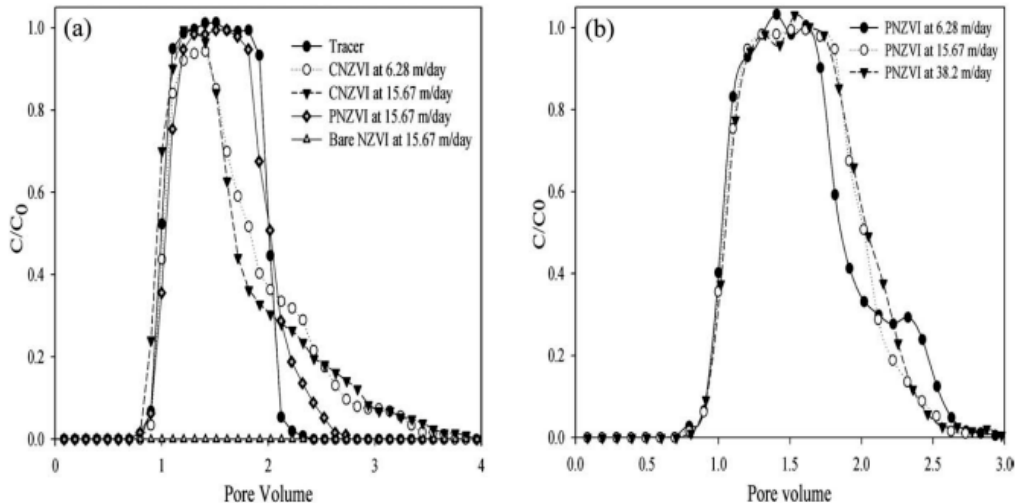 (a)
Tracer
CNZVI at 6.28 m/day
CNZVI at 15.67 m/day
PNZVI at 15.67 m/day
Bare NZVI at 15.67 m/day
1.0
0.8
0.6
0.4
0.2
0.0
C/C0
0 1 2 3 4
Pore Volume
(b)
PNZVI at 6.28 m/day
PNZVI at 15.67 m/day
PNZVI at 38.2 m/day
1.0
0.8
0.6
0.4
0.2
0.0
C/C0
0.0 0.5 1.0 1.5 2.0 2.5 3.00
Pore volume